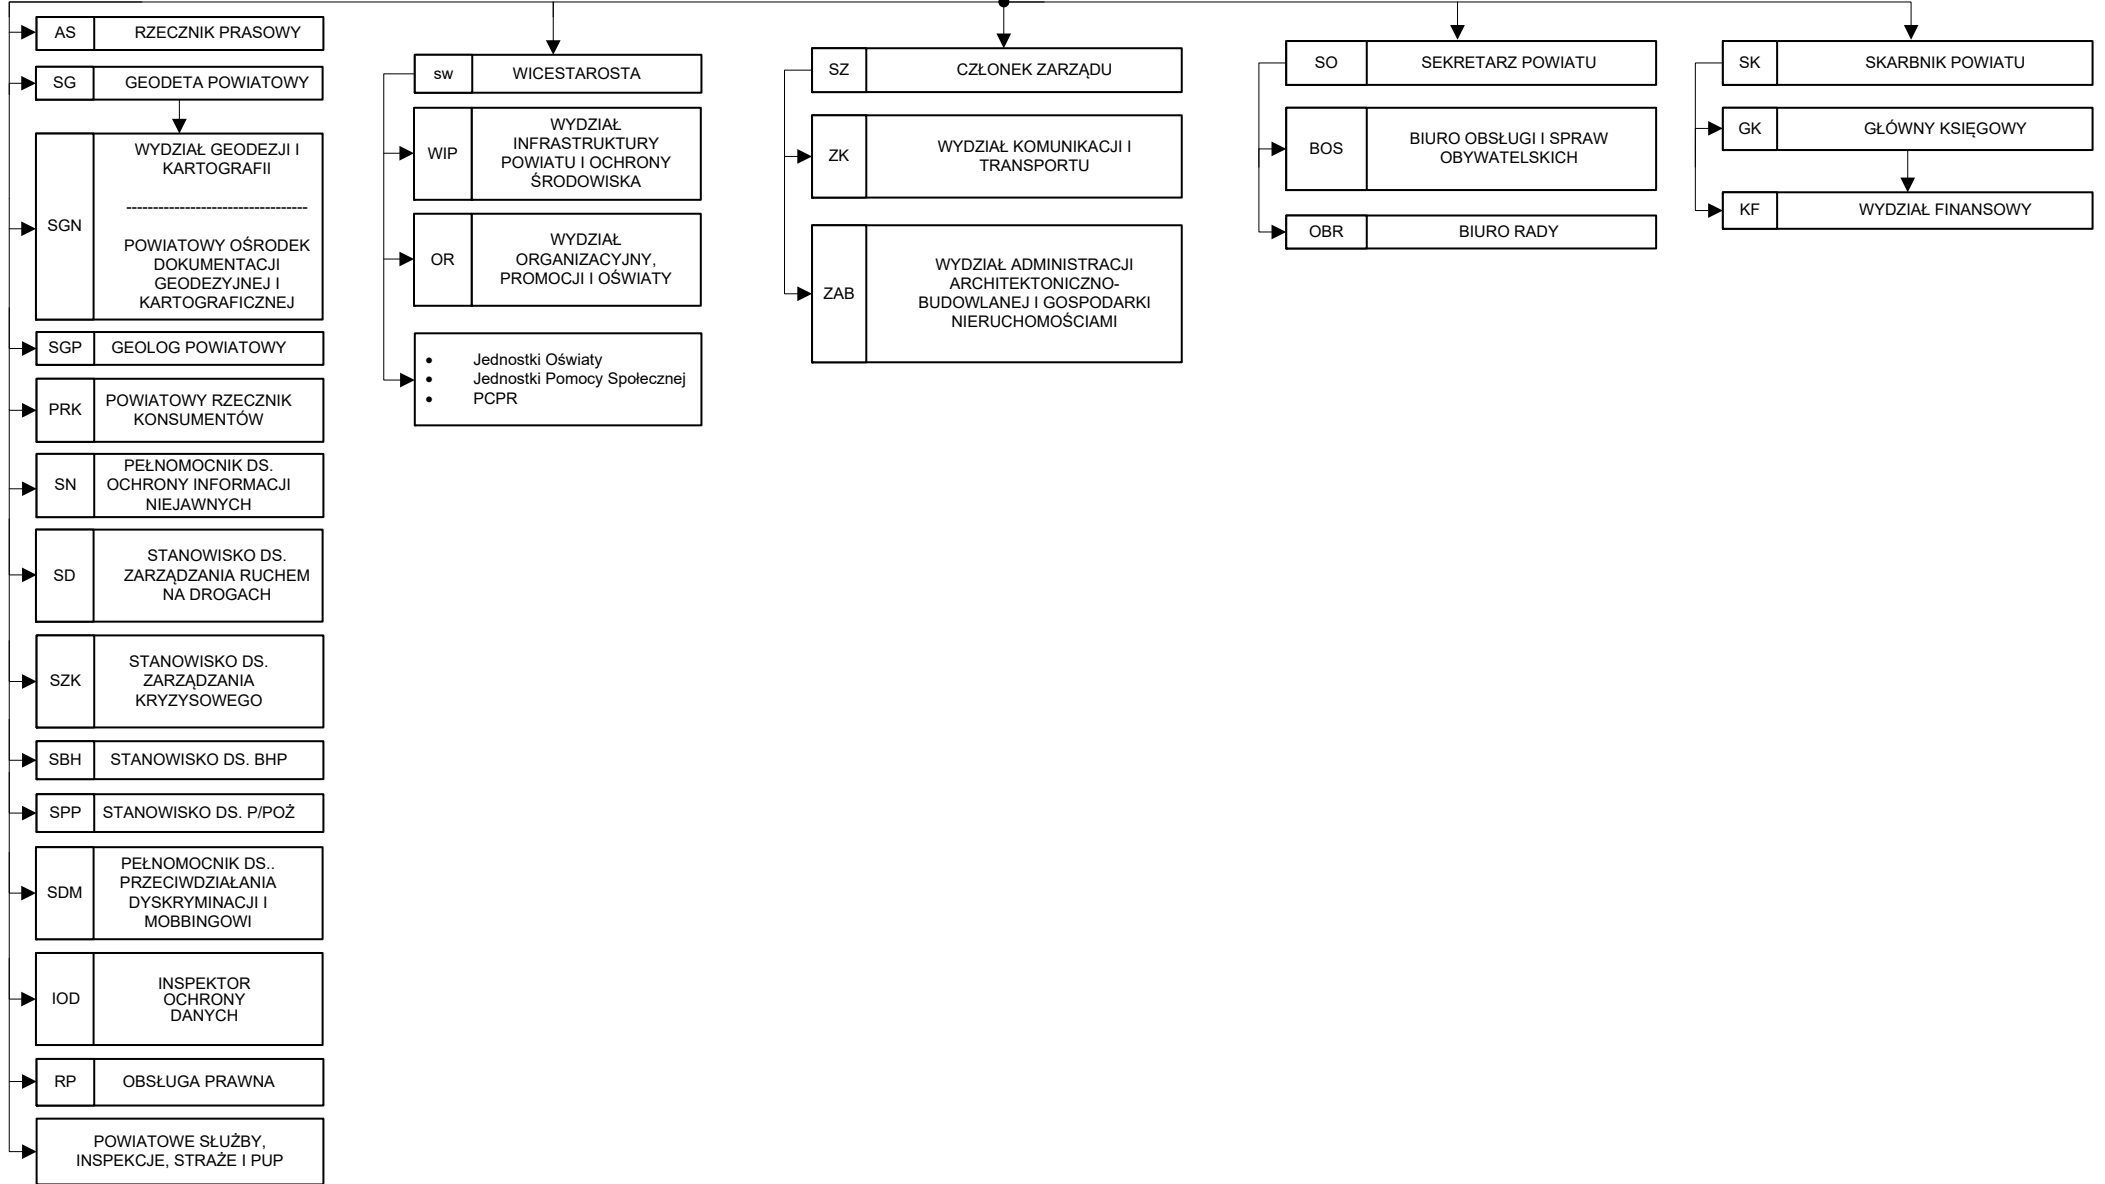 AS RZECZNIK PRASOWY
SG GEODETA POWIATOWY
SGN
WYDZIAŁ GEODEZJI I
KARTOGRAFII
----------------------------------
POWIATOWY OŚRODEK
DOKUMENTACJI
GEODEZYJNEJ I
KARTOGRAFICZNEJ
SGP GEOLOG POWIATOWY
PRK
POWIATOWY RZECZNIK
KONSUMENTÓW
SN
PEŁNOMOCNIK DS.
OCHRONY INFORMACJI
NIEJAWNYCH
SD
STANOWISKO DS.
ZARZĄDZANIA RUCHEM
NA DROGACH
SZK
STANOWISKO DS.
ZARZĄDZANIA
KRYZYSOWEGO
SBH STANOWISKO DS. BHP
SPP STANOWISKO DS. P/POŻ
SDM
PEŁNOMOCNIK DS..
PRZECIWDZIAŁANIA
DYSKRYMINACJI I
MOBBINGOWI
IOD
INSPEKTOR
OCHRONY
DANYCH
RP OBSŁUGA PRAWNA
POWIATOWE SŁUŻBY,
INSPEKCJE, STRAŻE I PUP
sw WICESTAROSTA
WIP
WYDZIAŁ
INFRASTRUKTURY
POWIATU I OCHRONY
ŚRODOWISKA
OR
WYDZIAŁ
ORGANIZACYJNY,
PROMOCJI I OŚWIATY
• Jednostki Oświaty
• Jednostki Pomocy Społecznej
• PCPR
SZ CZŁONEK ZARZĄDU
ZK
WYDZIAŁ KOMUNIKACJI I
TRANSPORTU
ZAB
WYDZIAŁ ADMINISTRACJI
ARCHITEKTONICZNO-
BUDOWLANEJ I GOSPODARKI
NIERUCHOMOŚCIAMI
SO SEKRETARZ POWIATU
BOS
BIURO OBSŁUGI I SPRAW
OBYWATELSKICH
OBR BIURO RADY
SK SKARBNIK POWIATU
GK GŁÓWNY KSIĘGOWY
KF WYDZIAŁ FINANSOWY